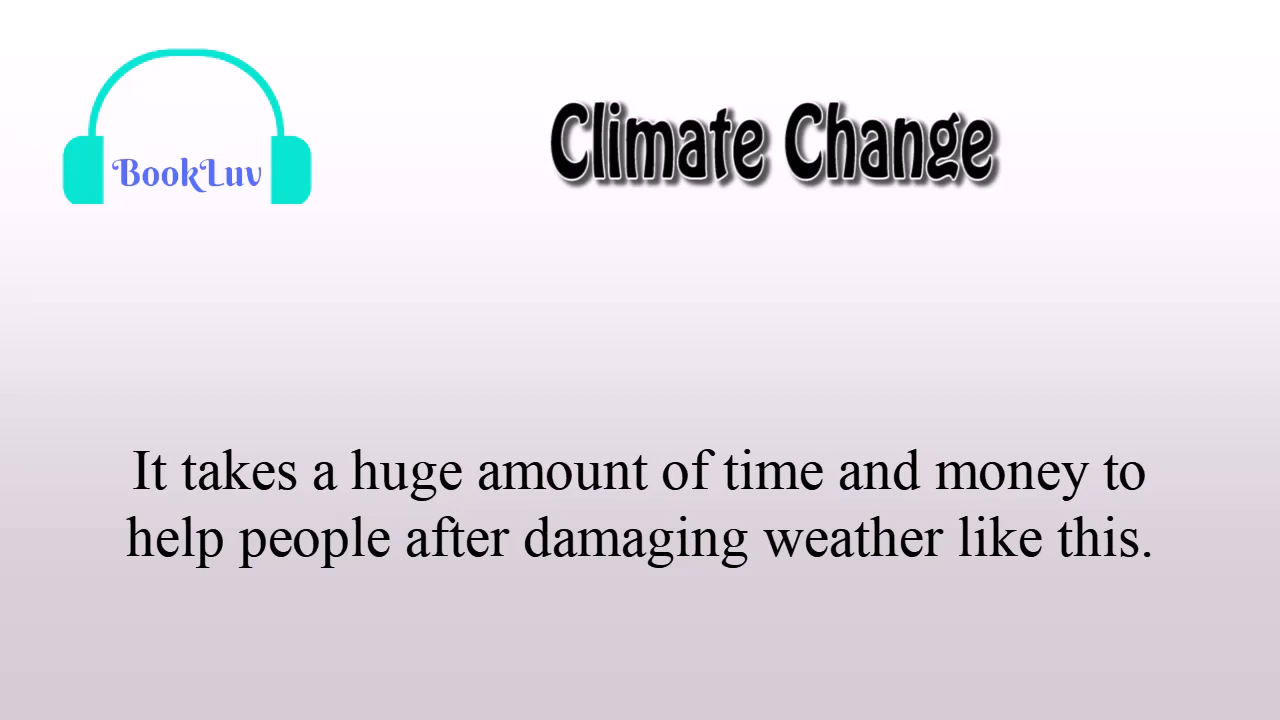 BookLuv
Climate Change
It takes a huge amount of time and money to
help people after damaging weather like this.